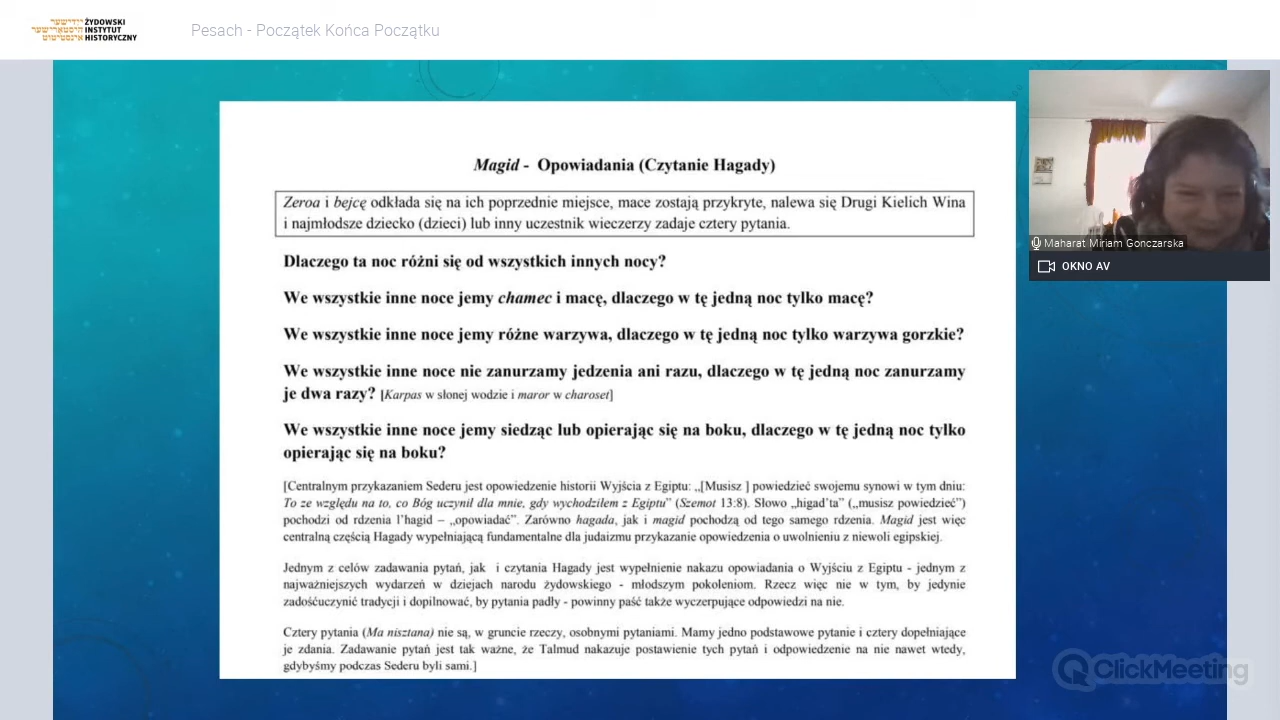 ייִדישער
היסטאָרישער
אינסטיטוט
ŻYDOWSKI
INSTYTUT
HISTORYCZNY
Pesach - Początek Końca Początku
Magid - Opowiadania (Czytanie Hagady)
Zeroa i bejcę odkłada się na ich poprzednie miejsce, mace zostają przykryte, nalewa się Drugi Kielich Wina
i najmłodsze dziecko (dzieci) lub inny uczestnik wieczerzy zadaje cztery pytania.
Dlaczego ta noc różni się od wszystkich innych nocy?
We wszystkie inne noce jemy chamec i macę, dlaczego w tę jedną noc tylko macę?
We wszystkie inne noce jemy różne warzywa, dlaczego w tę jedną noc tylko warzywa gorzkie?
We wszystkie inne noce nie zanurzamy jedzenia ani razu, dlaczego w tę jedną noc zanurzamy
je dwa razy? [Karpas w słonej wodzie i maror w charoset]
We wszystkie inne noce jemy siedząc lub opierając się na boku, dlaczego w tę jedną noc tylko
opierając się na boku?
[Centralnym przykazaniem Sederu jest opowiedzenie historii Wyjścia z Egiptu: „[Musisz ] powiedzieć swojemu synowi w tym dniu:
To ze względu na to, co Bóg uczynił dla mnie, gdy wychodziłem z Egiptu” (Szemot 13:8). Słowo „higad’ta” („musisz powiedzieć”)
pochodzi od rdzenia l’hagid – „opowiadać”. Zarówno hagada, jak i magid pochodzą od tego samego rdzenia. Magid jest więc
centralną częścią Hagady wypełniającą fundamentalne dla judaizmu przykazanie opowiedzenia o uwolnieniu z niewoli egipskiej.
Jednym z celów zadawania pytań, jak i czytania Hagady jest wypełnienie nakazu opowiadania o Wyjściu z Egiptu - jednym z
najważniejszych wydarzeń w dziejach narodu żydowskiego - młodszym pokoleniom. Rzecz więc nie w tym, by jedynie
zadośćuczynić tradycji i dopilnować, by pytania padły - powinny paść także wyczerpujące odpowiedzi na nie.
Cztery pytania (Ma nisztana) nie są, w gruncie rzeczy, osobnymi pytaniami. Mamy jedno podstawowe pytanie i cztery dopełniające
je zdania. Zadawanie pytań jest tak ważne, że Talmud nakazuje postawienie tych pytań i odpowiedzenie na nie nawet wtedy,
gdybyśmy podczas Sederu byli sami.]
Maharat Miriam Gonczarska
OKNO AV
ClickMeeting